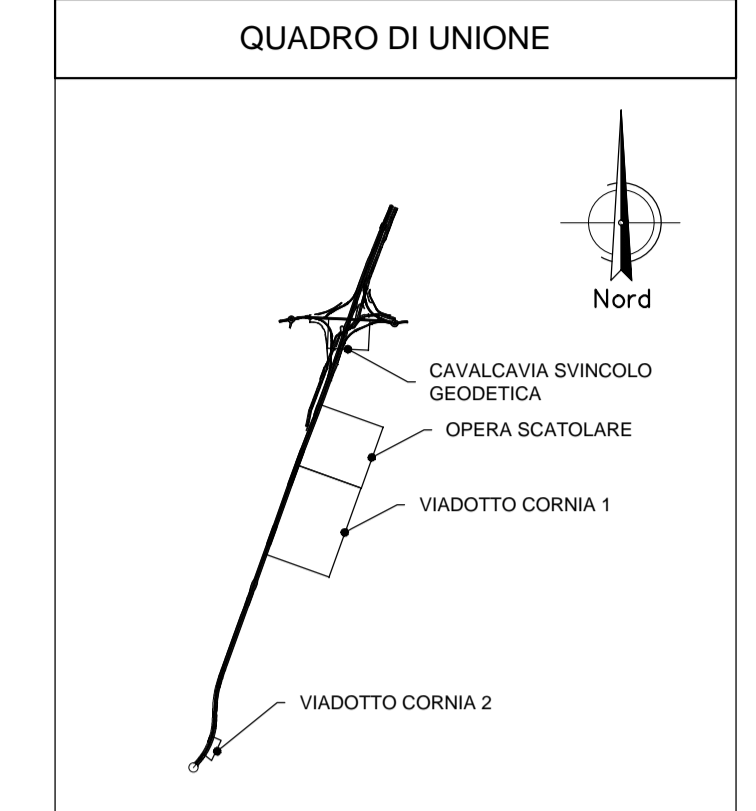 QUADRO DI UNIONE
Nord
CAVALCAVIA SVINCOLO
GEODETICA
OPERA SCATOLARE
VIADOTTO CORNIA 1
VIADOTTO CORNIA 2